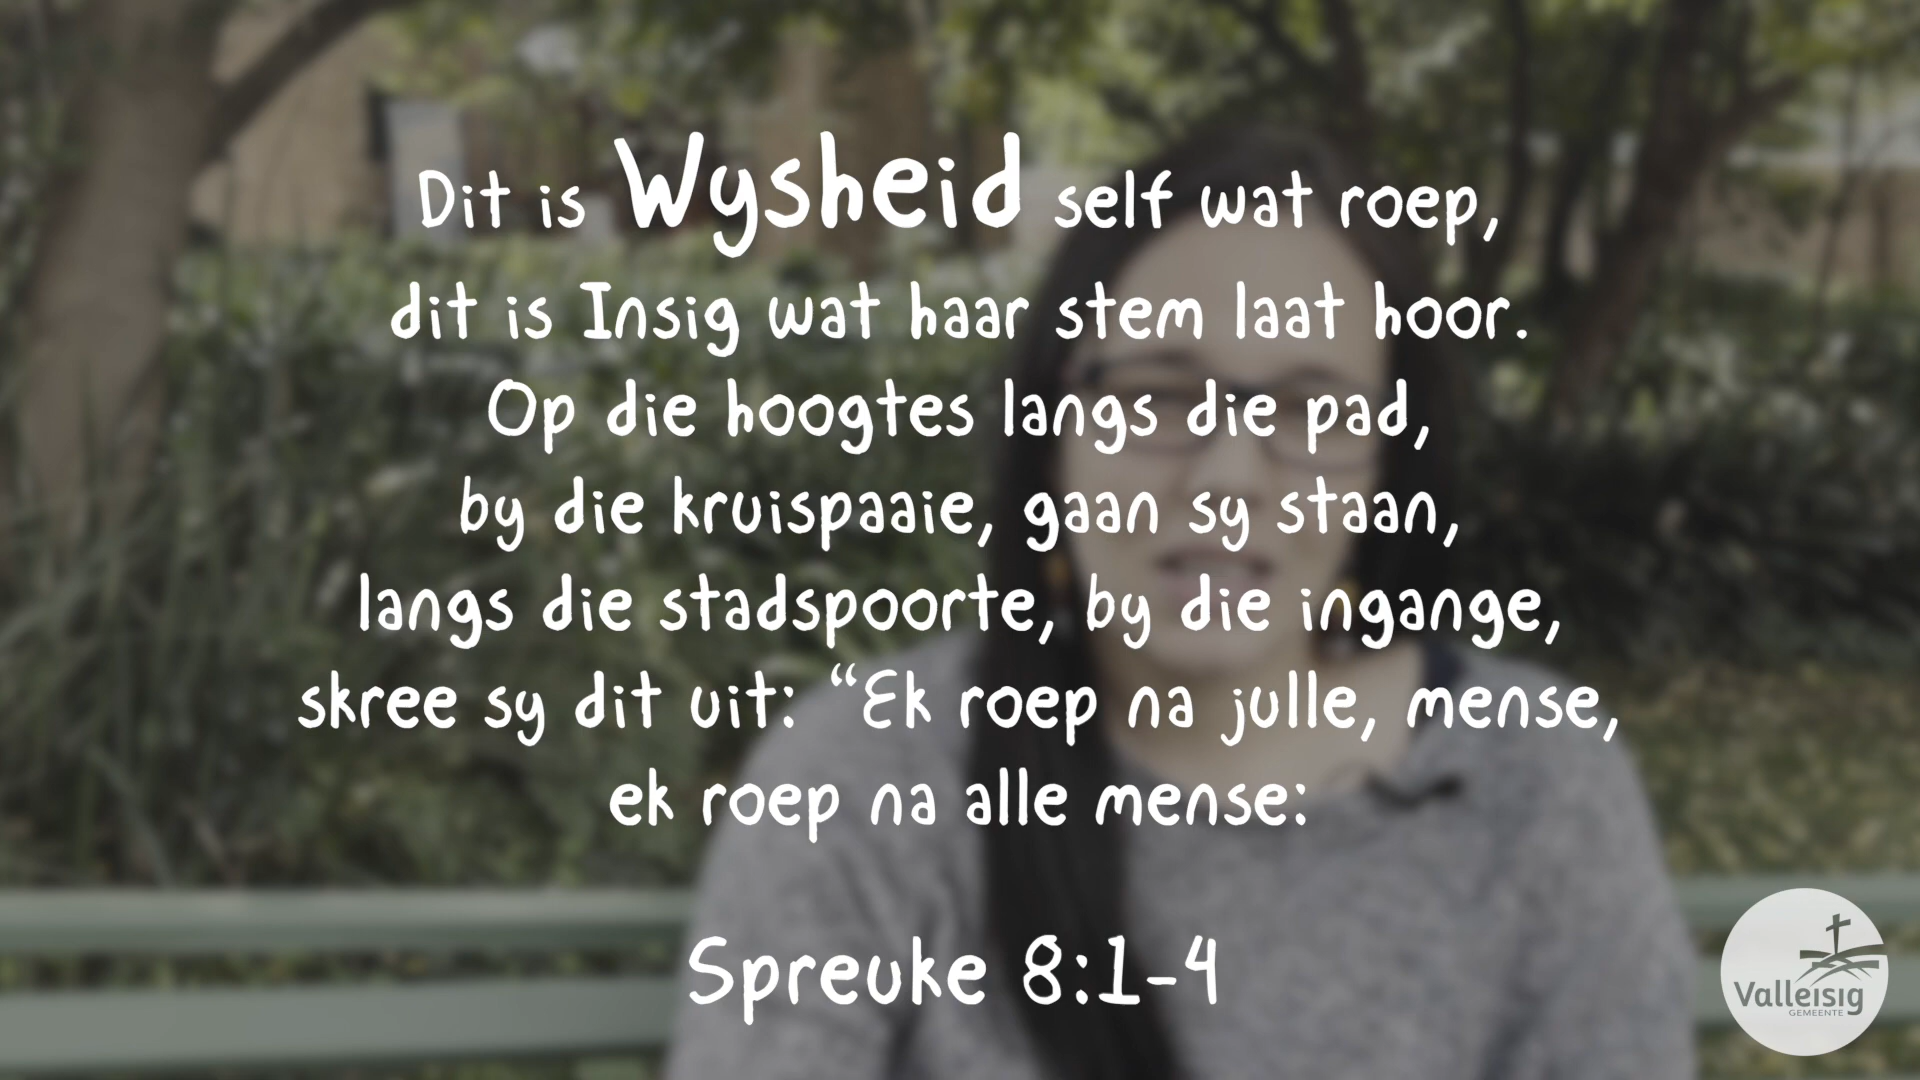 Dit is Wysheid self wat roep,
dit is Insig wat haar stem laat hoor.
Op die hoogtes langs die pad,
by die kruispaaie, gaan sy staan,
langs die stadspoorte, by die ingange,
skree sy dit uit: “Ek roep na julle, mense,
ek roep na alle mense:
Spreuke 8:1-4
Valleisig
GEMEENTE